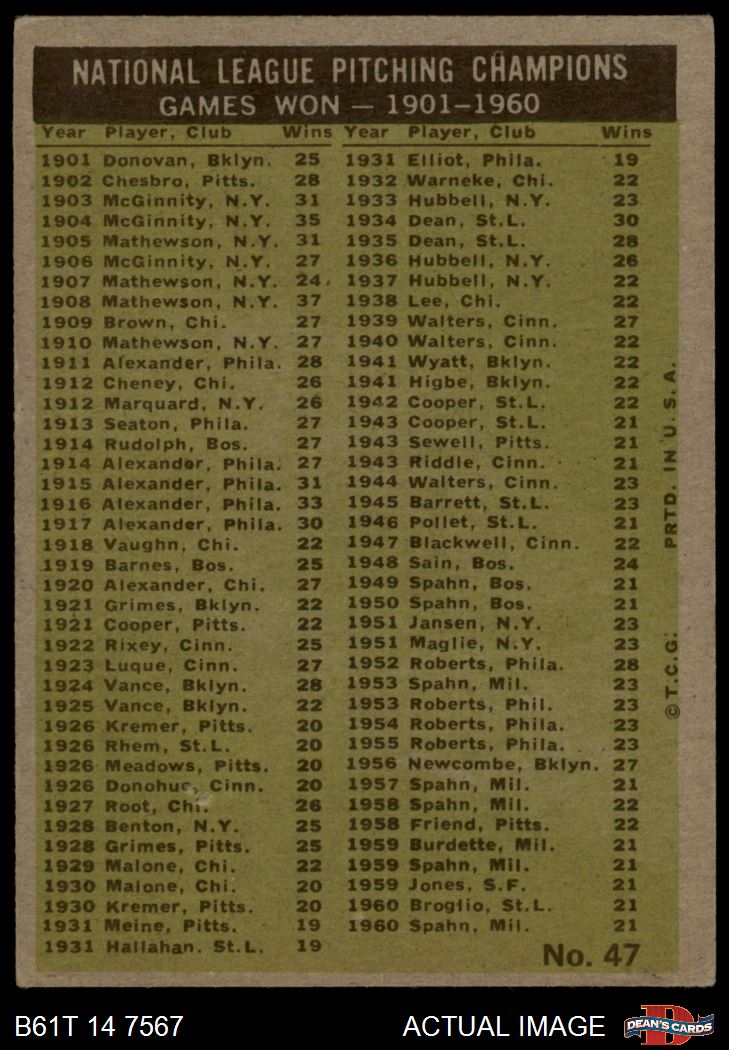 NATIONAL LEAGUE PITCHING CHAMPIONS
GAMES WON — 1901-1960
Year Player, Club Wins
1901 Donovan, Bklyn. 25
1902 Chesbro, Pitts. 28
1903 McGinnity, N.Y. 31
1904 McGinnity, N.Y. 35
1905 Mathewson, N.Y. 31
1906 McGinnity, N.Y. 27
1907 Mathewson, N.Y. 24
1908 Mathewson, N.Y. 37
1909 Brown, Chi. 27
1910 Mathewson, N.Y. 27
1911 Alexander, Phila. 28
1912 Cheney, Chi. 26
1912 Marquard, N.Y. 26
1913 Seaton, Phila. 27
1914 Rudolph, Bos. 27
1914 Alexander, Phila. 27
1915 Alexander, Phila. 31
1916 Alexander, Phila. 33
1917 Alexander, Phila. 30
1918 Vaughn, Chi. 22
1919 Barnes, Bos. 25
1920 Alexander, Chi. 27
1921 Grimes, Bklyn. 22
1921 Cooper, Pitts. 22
1922 Rixey, Cinn. 25
1923 Luque, Cinn. 27
1924 Vance, Bklyn. 28
1925 Vance, Bklyn. 22
1926 Kremer, Pitts. 20
1926 Rhem, St.L. 20
1926 Meadows, Pitts. 20
1926 Donohue, Cinn. 20
1927 Root, Chi. 26
1928 Benton, N.Y. 25
1928 Grimes, Pitts. 25
1929 Malone, Chi. 22
1930 Malone, Chi. 20
1930 Kremer, Pitts. 20
1931 Meine, Pitts. 19
1931 Hallahan, St.L. 19
Year Player, Club Wins
1931 Elliot, Phila. 19
1932 Warneke, Chi. 22
1933 Hubbell, N.Y. 23
1934 Dean, St.L. 30
1935 Dean, St.L. 28
1936 Hubbell, N.Y. 26
1937 Hubbell, N.Y. 22
1938 Lee, Chi. 22
1939 Walters, Cinn. 27
1940 Walters, Cinn. 22
1941 Wyatt, Bklyn. 22
1941 Higbe, Bklyn. 22
1942 Cooper, St.L. 22
1943 Cooper, St.L. 21
1943 Sewell, Pitts. 21
1943 Riddle, Cinn. 21
1944 Walters, Cinn. 23
1945 Barrett, St.L. 23
1946 Pollet, St.L. 21
1947 Blackwell, Cinn. 22
1948 Sain, Bos. 24
1949 Spahn, Bos. 21
1950 Spahn, Bos. 21
1951 Jansen, N.Y. 23
1951 Maglie, N.Y. 23
1952 Roberts, Phila. 28
1953 Spahn, Mil. 23
1953 Roberts, Phil. 23
1954 Roberts, Phila. 23
1955 Roberts, Phila. 23
1956 Newcombe, Bklyn. 27
1957 Spahn, Mil. 21
1958 Spahn, Mil. 22
1958 Friend, Pitts. 22
1959 Burdette, Mil. 21
1959 Spahn, Mil. 21
1959 Jones, S.F. 21
1960 Broglio, St.L. 21
1960 Spahn, Mil. 21
No. 47
©T.C.G. PRTD. IN U.S.A.
B61T 14 7567
ACTUAL IMAGE
DEAN'S CARDS